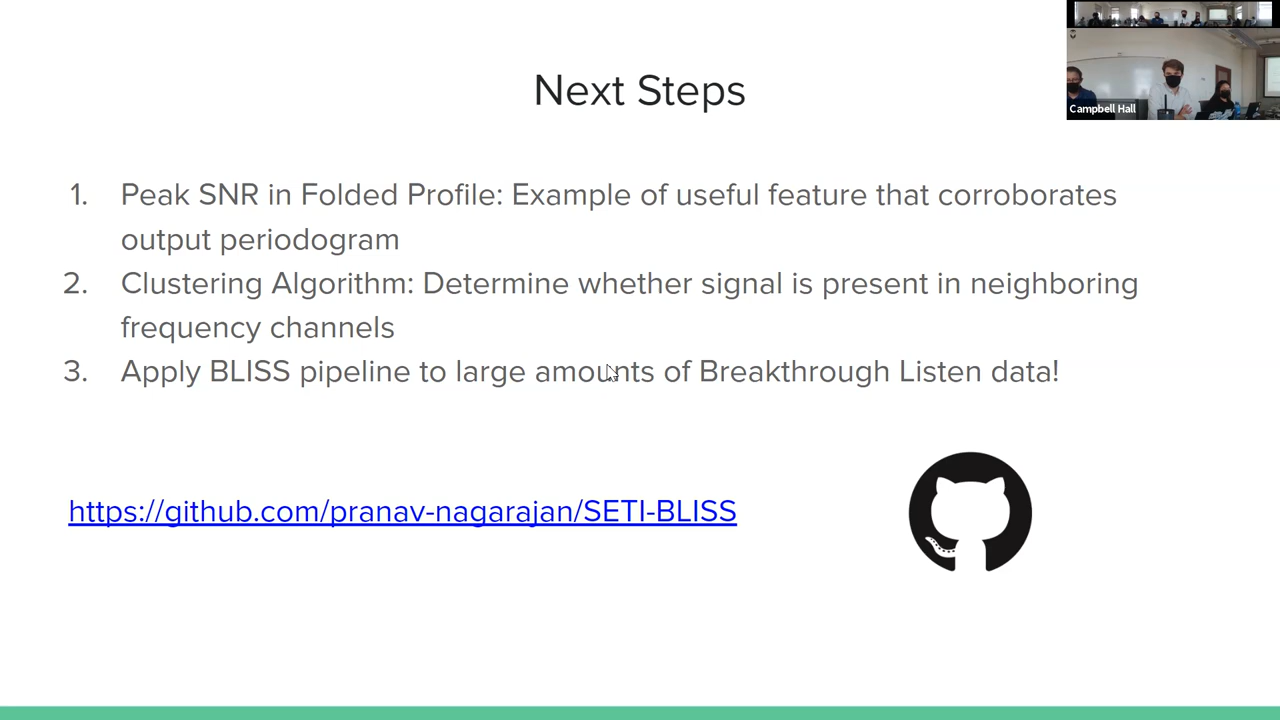 Next Steps
Campbell Hall
1. Peak SNR in Folded Profile: Example of useful feature that corroborates
output periodogram
2. Clustering Algorithm: Determine whether signal is present in neighboring
frequency channels
3. Apply BLISS pipeline to large amounts of Breakthrough Listen data!
https://github.com/pranav-nagarajan/SETI-BLISS